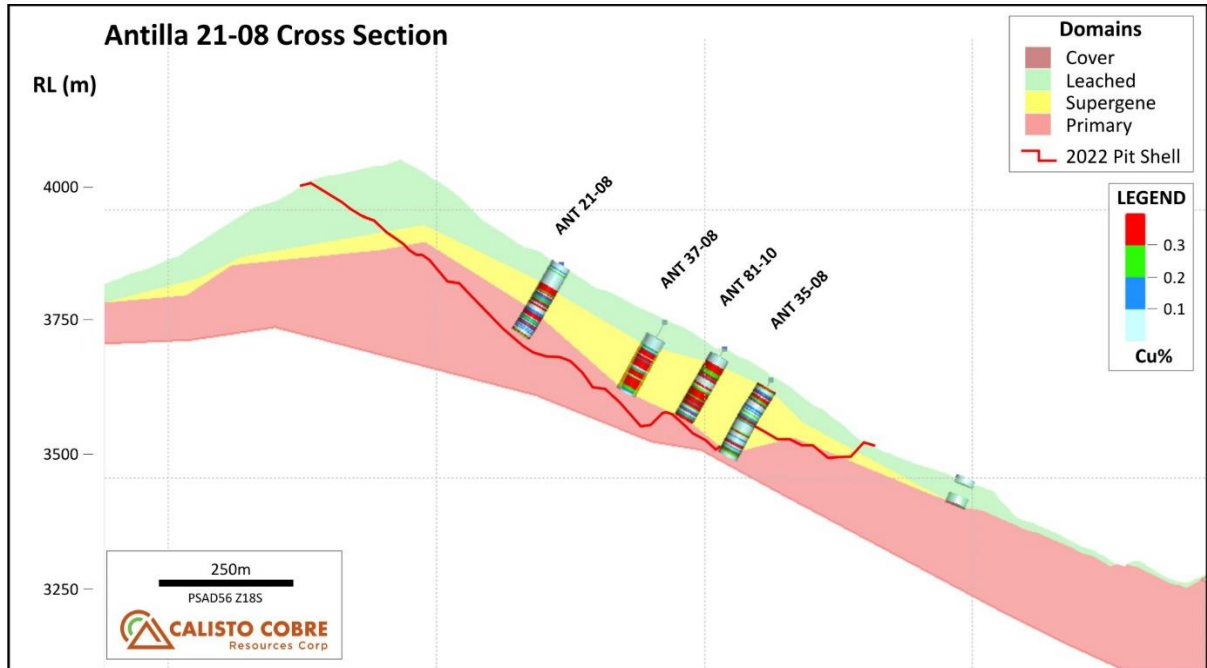 Antilla 21-08 Cross Section
RL (m)
4000
3750
3500
3250
ANT 21-08
ANT 37-08
ANT 81-10
ANT 35-08
Domains
Cover
Leached
Supergene
Primary
2022 Pit Shell
LEGEND
0.3
0.2
0.1
Cu%
250m
PSAD56 Z18S
CALISTO COBRE
Resources Corp